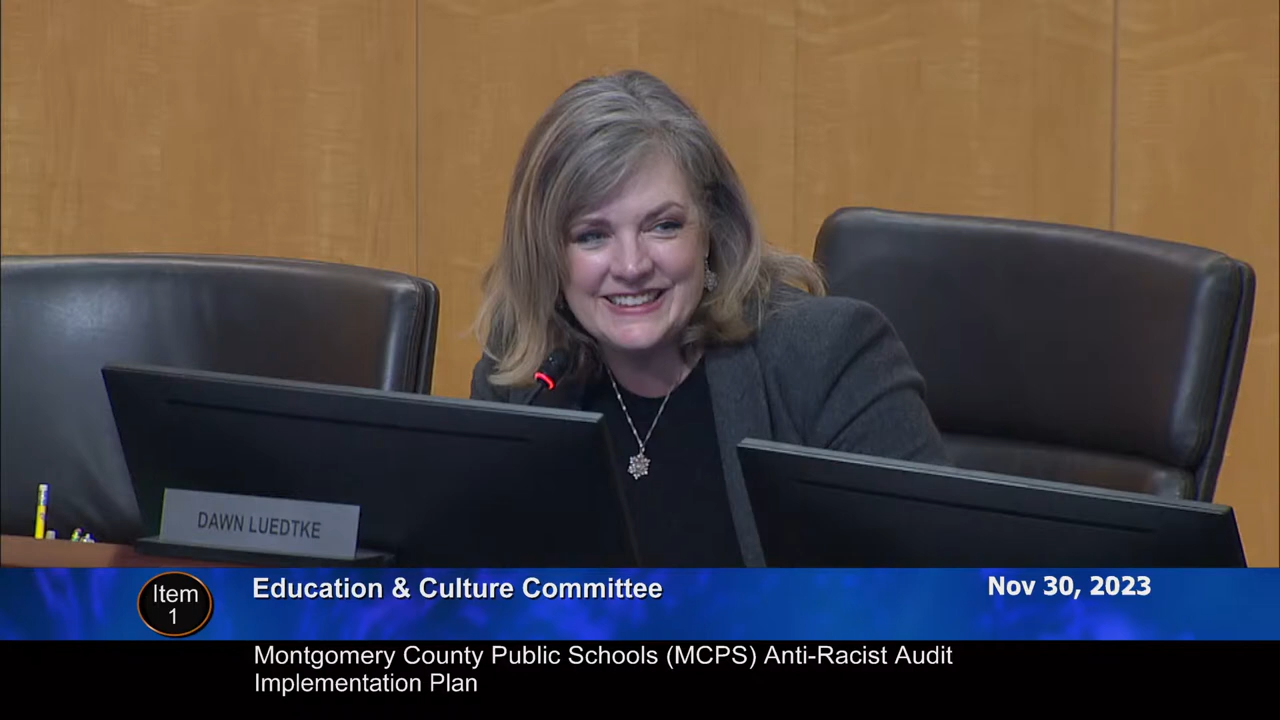 DAWN LUEDTKE
Item
1
Education & Culture Committee
Nov 30, 2023
Montgomery County Public Schools (MCPS) Anti-Racist Audit
Implementation Plan